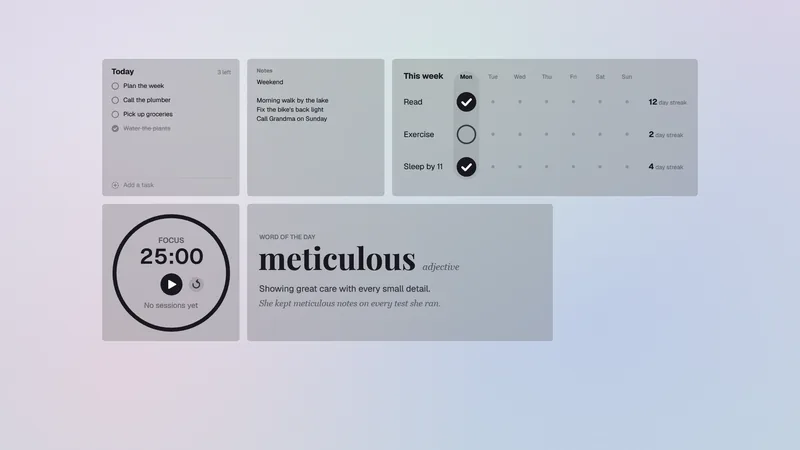 Today
3 left
Plan the week
Call the plumber
Pick up groceries
Water the plants
Add a task
Notes
Weekend
Morning walk by the lake
Fix the bike's back light
Call Grandma on Sunday
This week Mon Tue Wed Thu Fri Sat Sun
Read 12 day streak
Exercise 2 day streak
Sleep by 11 4 day streak
FOCUS
25:00
No sessions yet
WORD OF THE DAY
meticulous adjective
Showing great care with every small detail.
She kept meticulous notes on every test she ran.